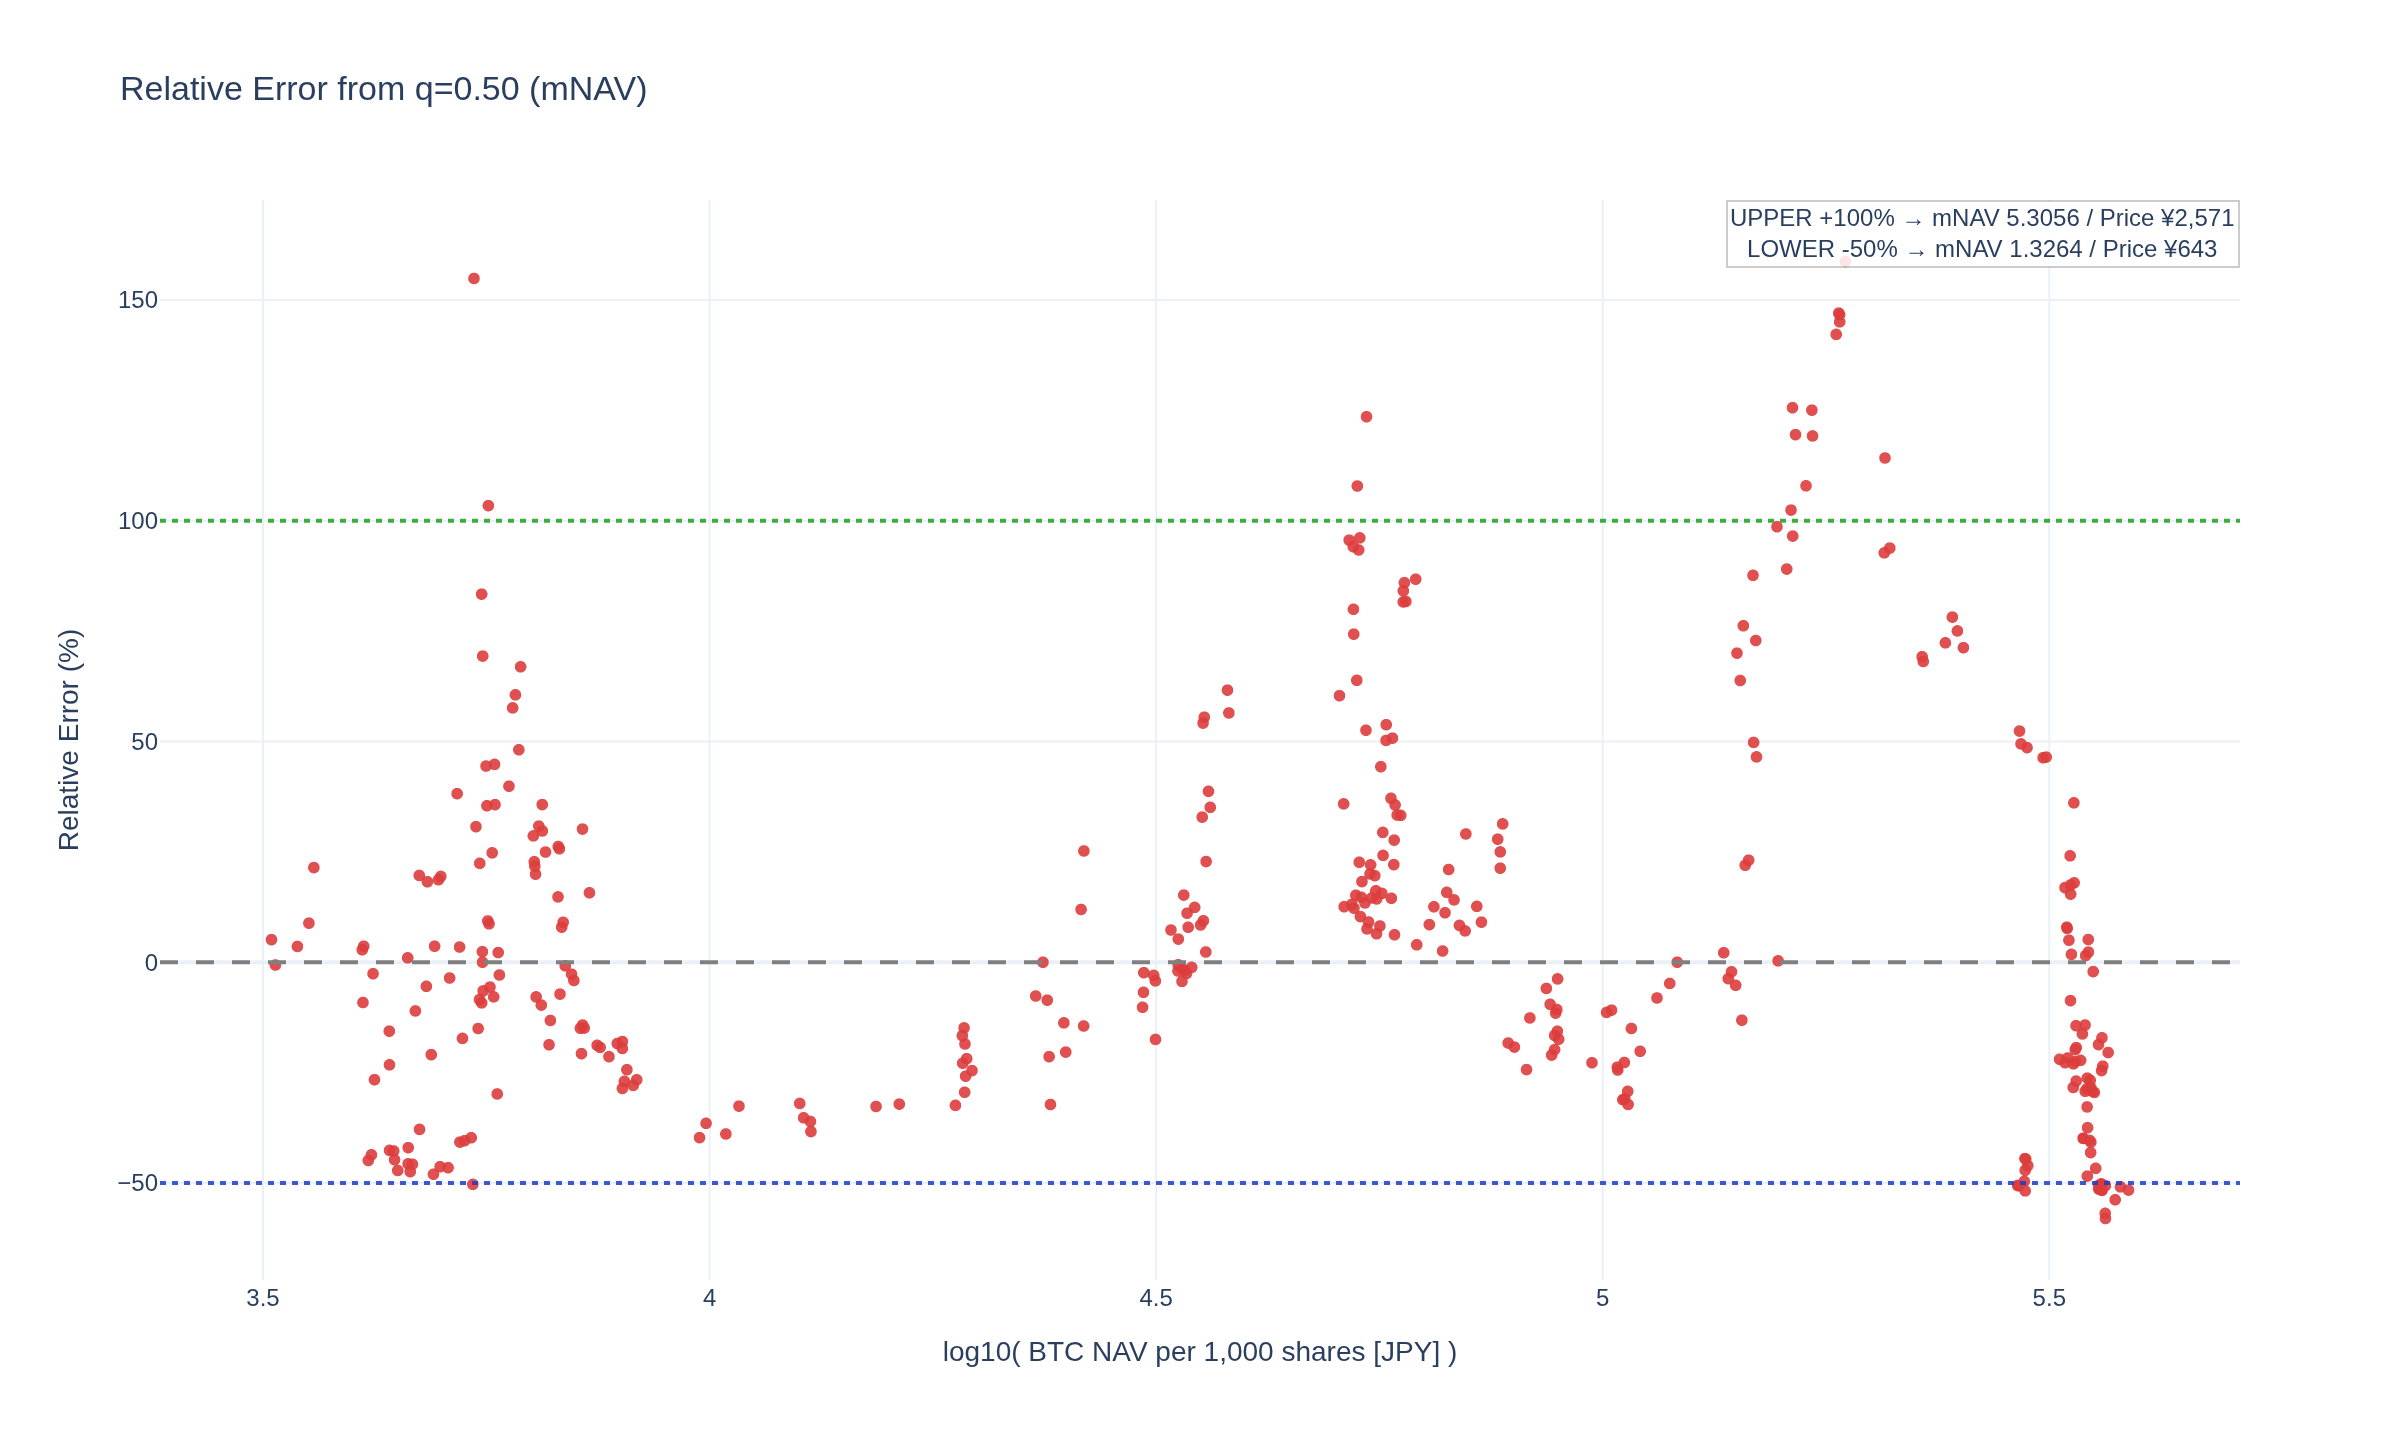 Relative Error from q=0.50 (mNAV)
UPPER +100% → mNAV 5.3056 / Price ¥2,571
LOWER -50% → mNAV 1.3264 / Price ¥643
150
100
50
0
−50
Relative Error (%)
3.5
4
4.5
5
5.5
log10( BTC NAV per 1,000 shares [JPY] )